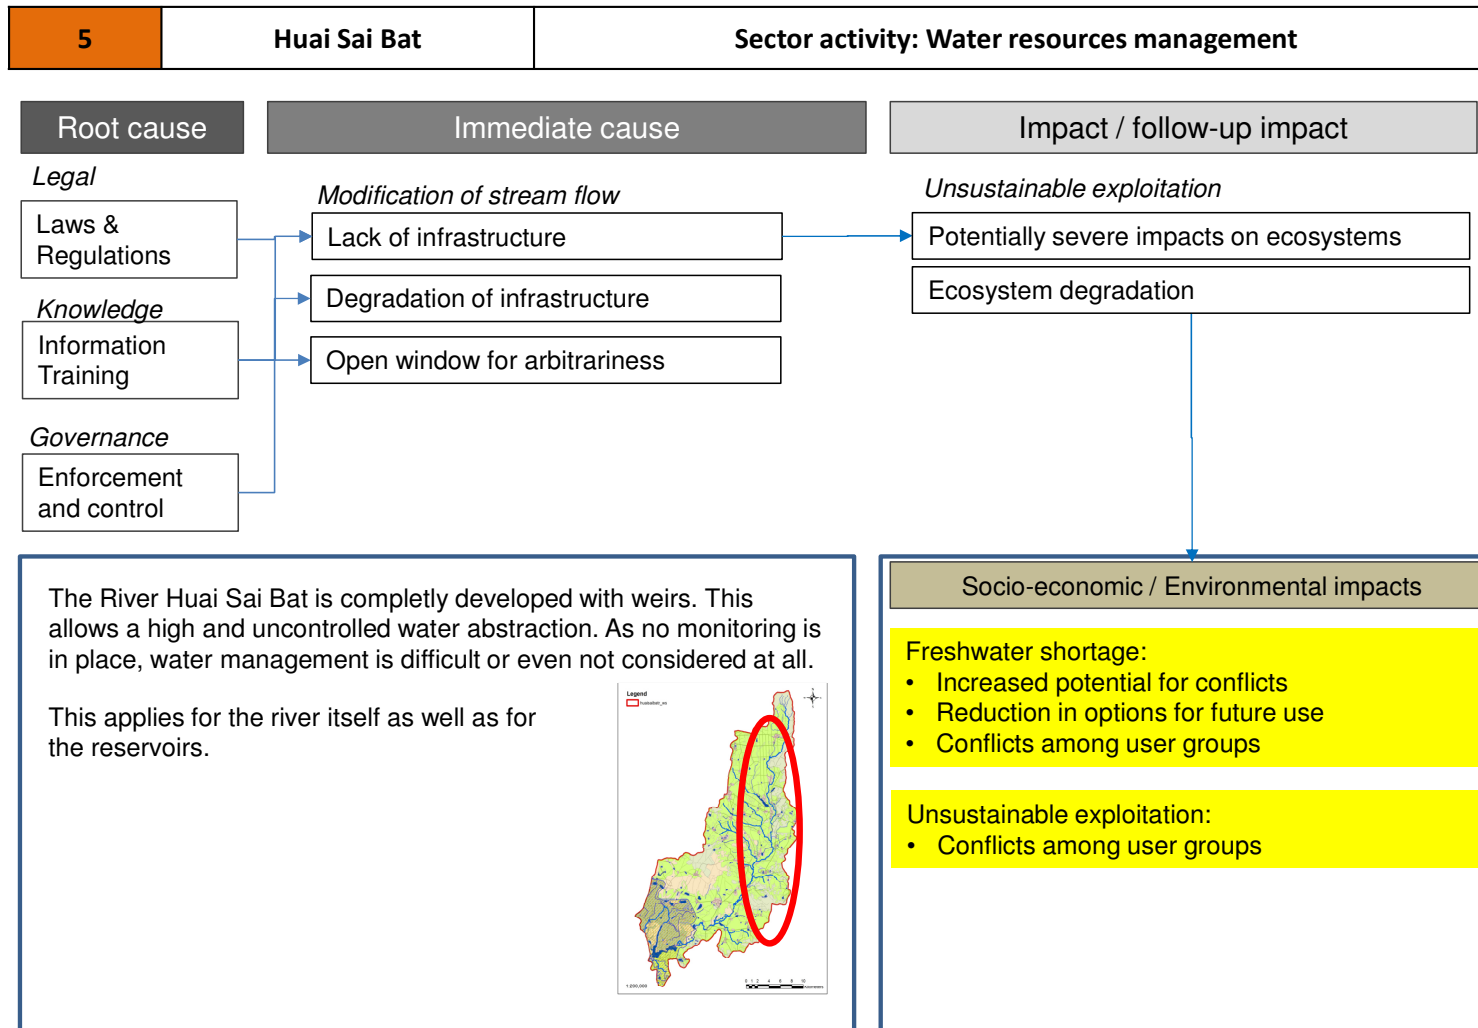 5
Huai Sai Bat
Sector activity: Water resources management
Root cause
Immediate cause
Impact / follow-up impact
Legal
Laws &
Regulations
Knowledge
Information
Training
Governance
Enforcement
and control
Modification of stream flow
Lack of infrastructure
Degradation of infrastructure
Open window for arbitrariness
Unsustainable exploitation
Potentially severe impacts on ecosystems
Ecosystem degradation
The River Huai Sai Bat is completly developed with weirs. This
allows a high and uncontrolled water abstraction. As no monitoring is
in place, water management is difficult or even not considered at all.
This applies for the river itself as well as for
the reservoirs.
Legend
1:200,000
Socio-economic / Environmental impacts
Freshwater shortage:
• Increased potential for conflicts
• Reduction in options for future use
• Conflicts among user groups
Unsustainable exploitation:
• Conflicts among user groups